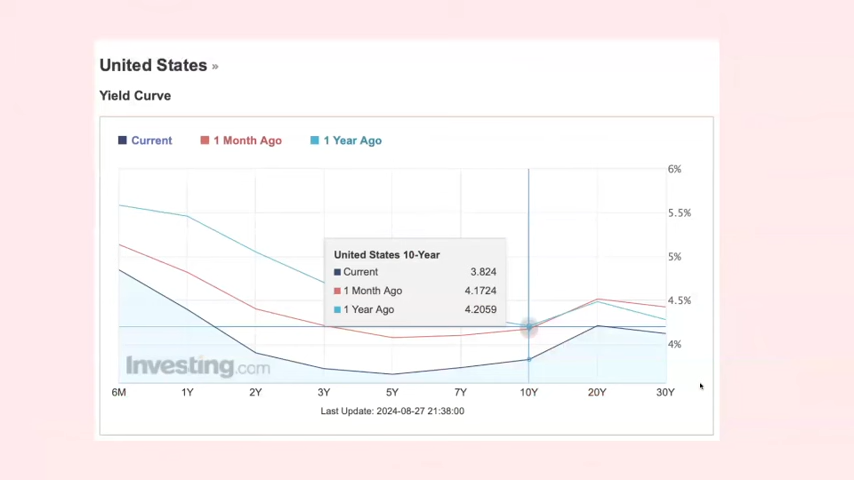 United States »
Yield Curve
Current 1 Month Ago 1 Year Ago
6%
5.5%
5%
4.5%
4%
United States 10-Year
Current 3.824
1 Month Ago 4.1724
1 Year Ago 4.2059
Investing.com
6M 1Y 2Y 3Y 5Y 7Y 10Y 20Y 30Y
Last Update: 2024-08-27 21:38:00